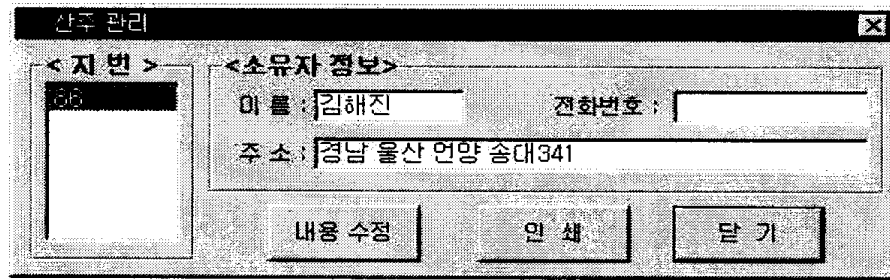 산주 관리
< 지 번 >
88
<소유자 정보>
이 름 : 김해진
전화번호 :
주 소 : 경남 울산 언양 송대341
내용 수정
인 쇄
닫 기